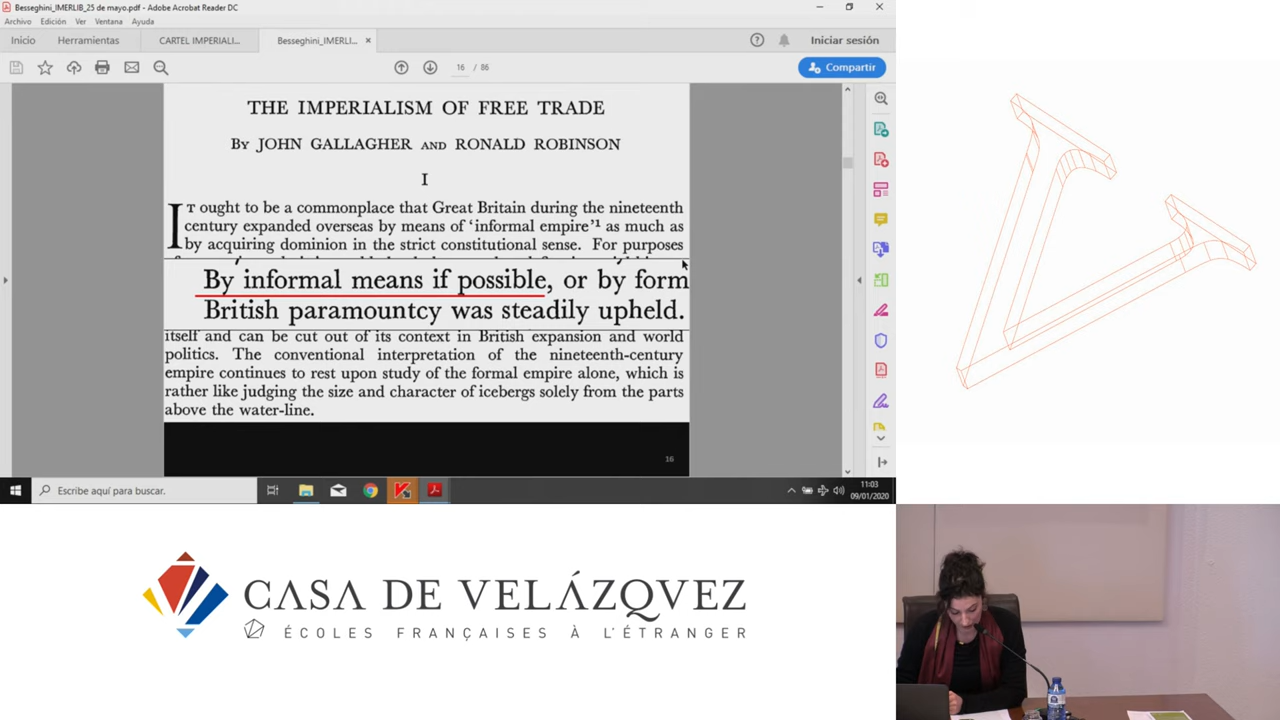 Besseghini_IMERLIB_25 de mayo.pdf - Adobe Acrobat Reader DC
Archivo Edición Ver Ventana Ayuda
Inicio Herramientas CARTEL IMPERIALI... Besseghini_IMERLI... × Iniciar sesión
16 / 86 Compartir
THE IMPERIALISM OF FREE TRADE
By JOHN GALLAGHER AND RONALD ROBINSON
I
IT ought to be a commonplace that Great Britain during the nineteenth
century expanded overseas by means of 'informal empire'1 as much as
by acquiring dominion in the strict constitutional sense. For purposes
By informal means if possible, or by form
British paramountcy was steadily upheld.
itself and can be cut out of its context in British expansion and world
politics. The conventional interpretation of the nineteenth-century
empire continues to rest upon study of the formal empire alone, which is
rather like judging the size and character of icebergs solely from the parts
above the water-line.
16
Escribe aquí para buscar.
11:03
09/01/2020
CASA DE VELÁZQVEZ
ÉCOLES FRANÇAISES À L'ÉTRANGER